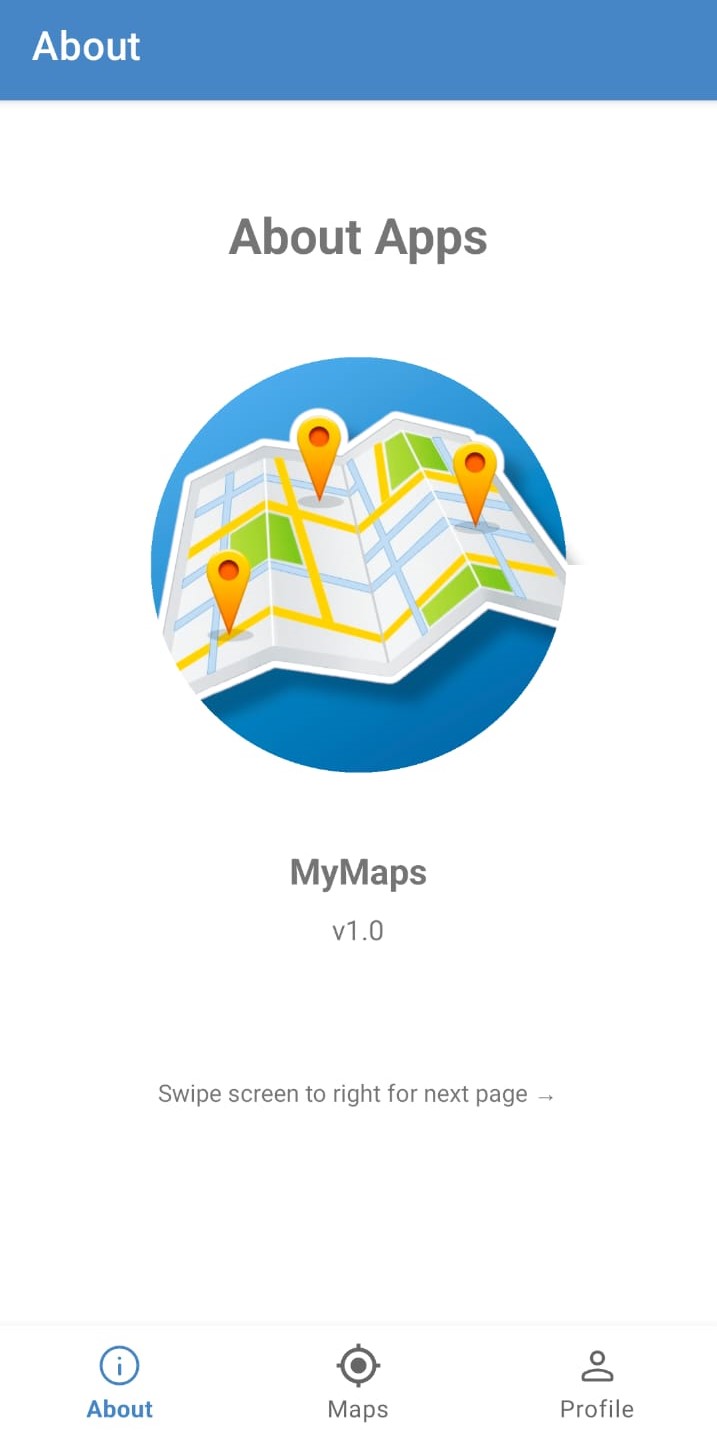 About
About Apps
MyMaps
v1.0
Swipe screen to right for next page →
About
Maps
Profile